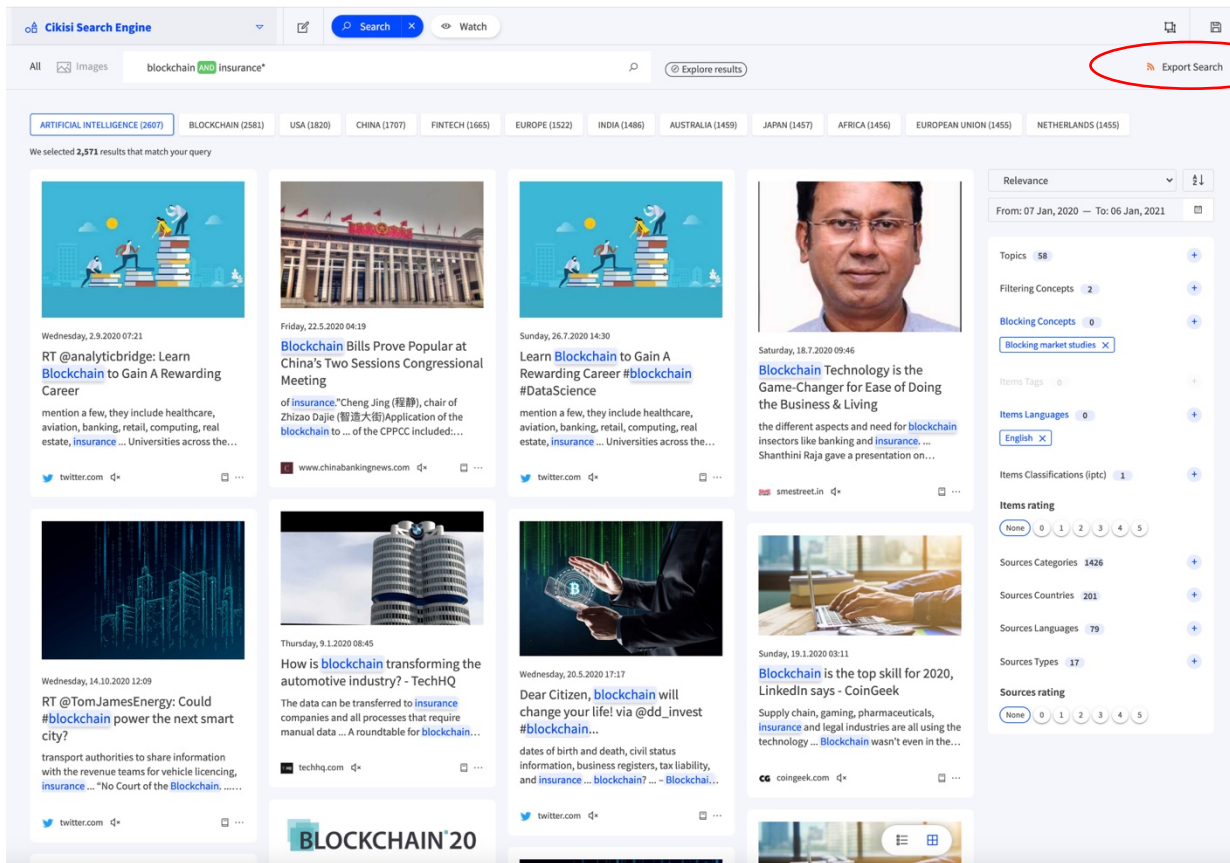 Cikisi Search Engine
Search ×
Watch
All
Images
blockchain AND insurance*
Explore results
Export Search
ARTIFICIAL INTELLIGENCE (2607)
BLOCKCHAIN (2581)
USA (1820)
CHINA (1707)
FINTECH (1665)
EUROPE (1522)
INDIA (1486)
AUSTRALIA (1459)
JAPAN (1457)
AFRICA (1456)
EUROPEAN UNION (1455)
NETHERLANDS (1455)
We selected 2,571 results that match your query
Wednesday, 2.9.2020 07:21
RT @analyticbridge: Learn
Blockchain to Gain A Rewarding
Career
mention a few, they include healthcare,
aviation, banking, retail, computing, real
estate, insurance ... Universities across the...
twitter.com
Wednesday, 14.10.2020 12:09
RT @TomJamesEnergy: Could
#blockchain power the next smart
city?
transport authorities to share information
with the revenue teams for vehicle licencing,
insurance ... "No Court of the Blockchain. ......
twitter.com
Friday, 22.5.2020 04:19
Blockchain Bills Prove Popular at
China's Two Sessions Congressional
Meeting
of insurance."Cheng Jing (程静), chair of
Zhizao Dajie (智造大街)Application of the
blockchain to ... of the CPPCC included:...
www.chinabankingnews.com
Thursday, 9.1.2020 08:45
How is blockchain transforming the
automotive industry? - TechHQ
The data can be transferred to insurance
companies and all processes that require
manual data ... A roundtable for blockchain...
techhq.com
BLOCKCHAIN'20
Sunday, 26.7.2020 14:30
Learn Blockchain to Gain A
Rewarding Career #blockchain
#DataScience
mention a few, they include healthcare,
aviation, banking, retail, computing, real
estate, insurance ... Universities across the...
twitter.com
Wednesday, 20.5.2020 17:17
Dear Citizen, blockchain will
change your life! via @dd_invest
#blockchain...
dates of birth and death, civil status
information, business registers, tax liability,
and insurance ... blockchain? ... – Blockchai...
twitter.com
Saturday, 18.7.2020 09:46
Blockchain Technology is the
Game-Changer for Ease of Doing
the Business & Living
the different aspects and need for blockchain
insectors like banking and insurance. ...
Shanthini Raja gave a presentation on...
smestreet.in
Sunday, 19.1.2020 03:11
Blockchain is the top skill for 2020,
LinkedIn says - CoinGeek
Supply chain, gaming, pharmaceuticals,
insurance and legal industries are all using the
technology ... Blockchain wasn't even in the...
CG coingeek.com
Relevance
From: 07 Jan, 2020 — To: 06 Jan, 2021
Topics 58 +
Filtering Concepts 2 +
Blocking Concepts 0 +
Blocking market studies ×
Items Tags 0 +
Items Languages 0 +
English ×
Items Classifications (iptc) 1 +
Items rating
None 0 1 2 3 4 5
Sources Categories 1426 +
Sources Countries 201 +
Sources Languages 79 +
Sources Types 17 +
Sources rating
None 0 1 2 3 4 5